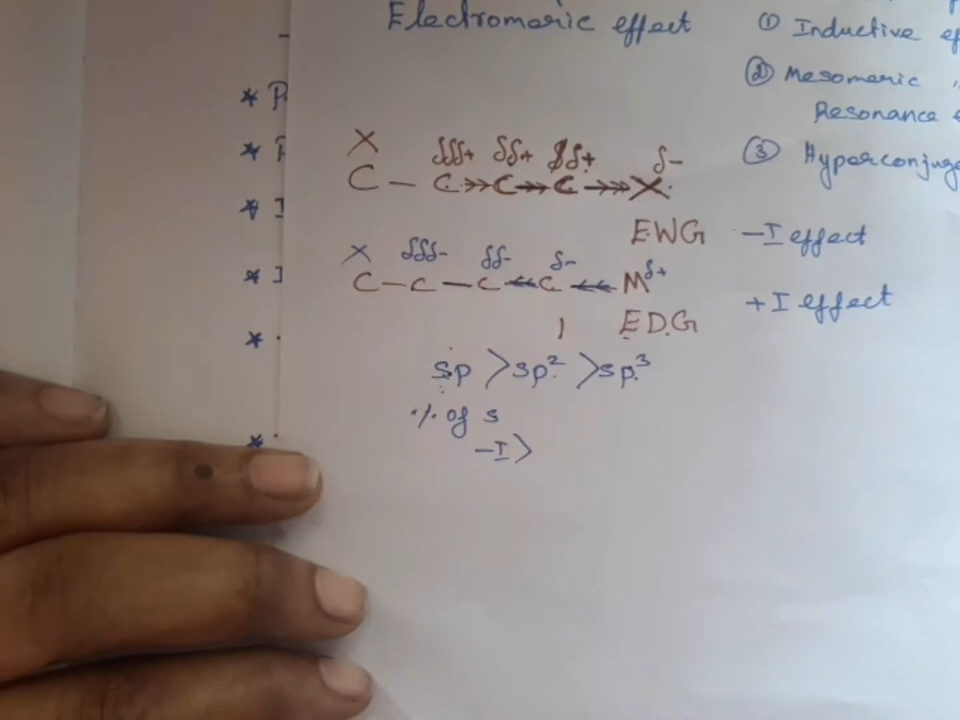 Electromeric effect
① Inductive
② Mesomeric
Resonance
③
X δδδ+ δδ+ δδ+ δ-
C - C->>C->>C->>>X
EWG -I effect
X δδδ- δδ- δ-
C-C-C<<C<<M^δ+
+I effect
EDG
sp > sp² > sp³
% of s
-I>